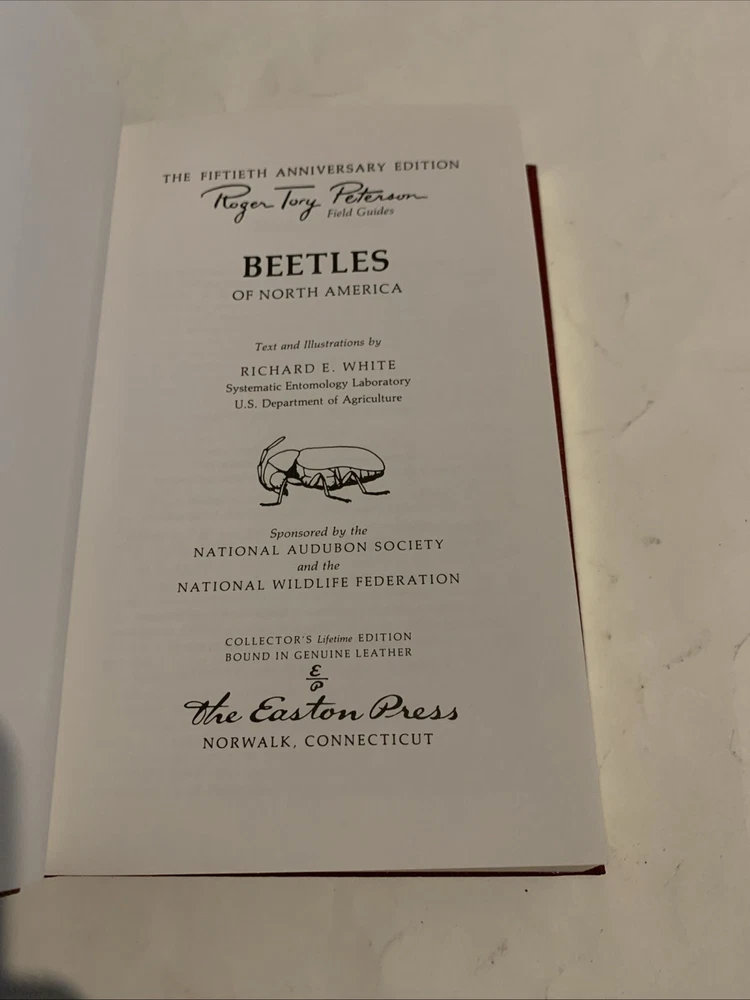 THE FIFTIETH ANNIVERSARY EDITION
Roger Tory Peterson
Field Guides
BEETLES
OF NORTH AMERICA
Text and Illustrations by
RICHARD E. WHITE
Systematic Entomology Laboratory
U.S. Department of Agriculture
Sponsored by the
NATIONAL AUDUBON SOCIETY
and the
NATIONAL WILDLIFE FEDERATION
COLLECTOR'S Lifetime EDITION
BOUND IN GENUINE LEATHER
E
P
The Easton Press
NORWALK, CONNECTICUT